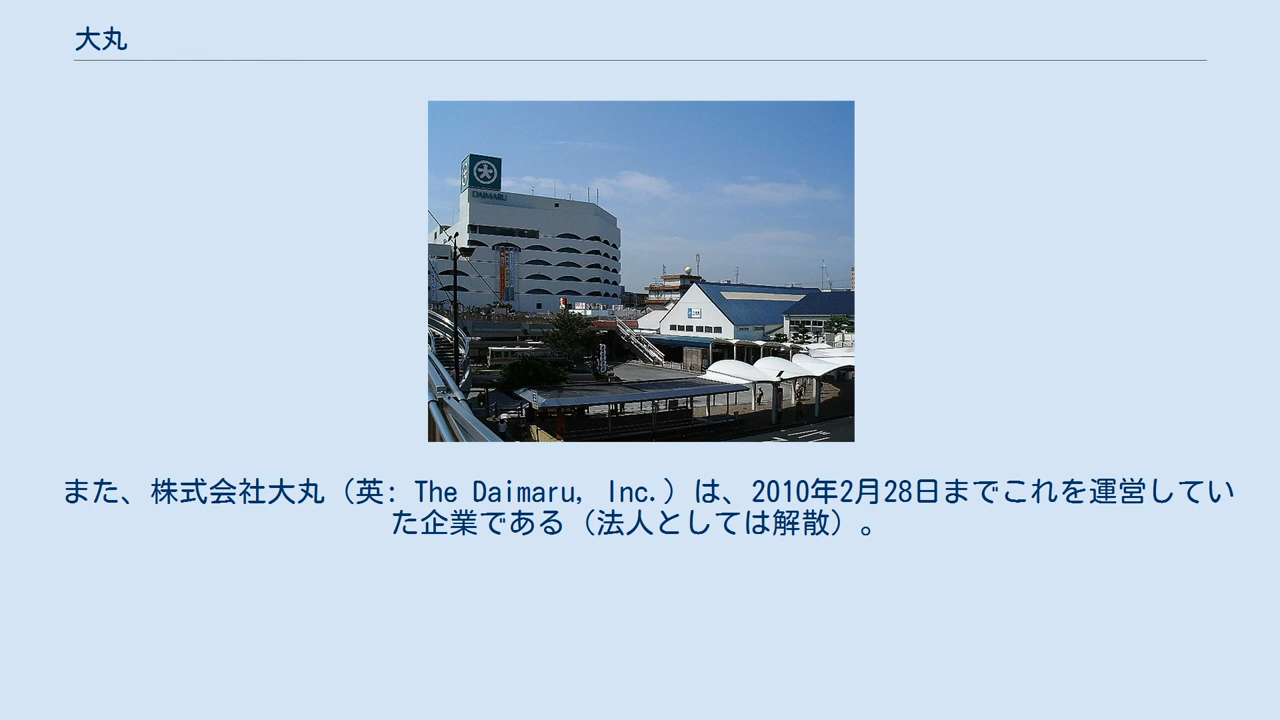 大丸
大
DAIMARU
また、株式会社大丸（英: The Daimaru, Inc.）は、2010年2月28日までこれを運営してい
た企業である（法人としては解散）。